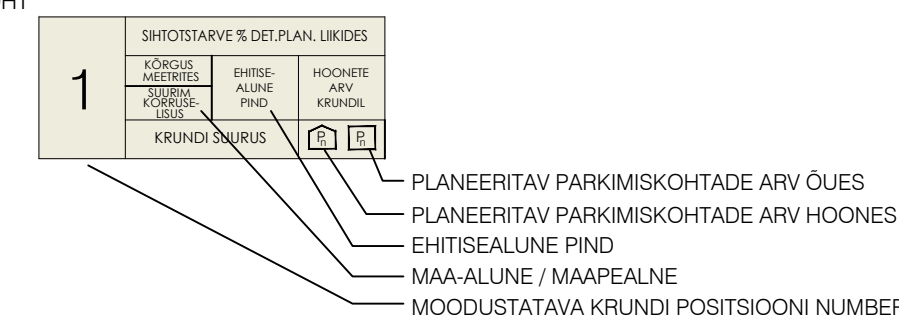 SIHTOTSTARVE % DET.PLAN. LIIKIDES
1
KÕRGUS
MEETRITES
SUURIM
KORRUSE-
LISUS
EHITISE-
ALUNE
PIND
HOONETE
ARV
KRUNDIL
KRUNDI SUURUS
Pn
Pn
PLANEERITAV PARKIMISKOHTADE ARV ÕUES
PLANEERITAV PARKIMISKOHTADE ARV HOONES
EHITISEALUNE PIND
MAA-ALUNE / MAAPEALNE
MOODUSTATAVA KRUNDI POSITSIOONI NUMBER